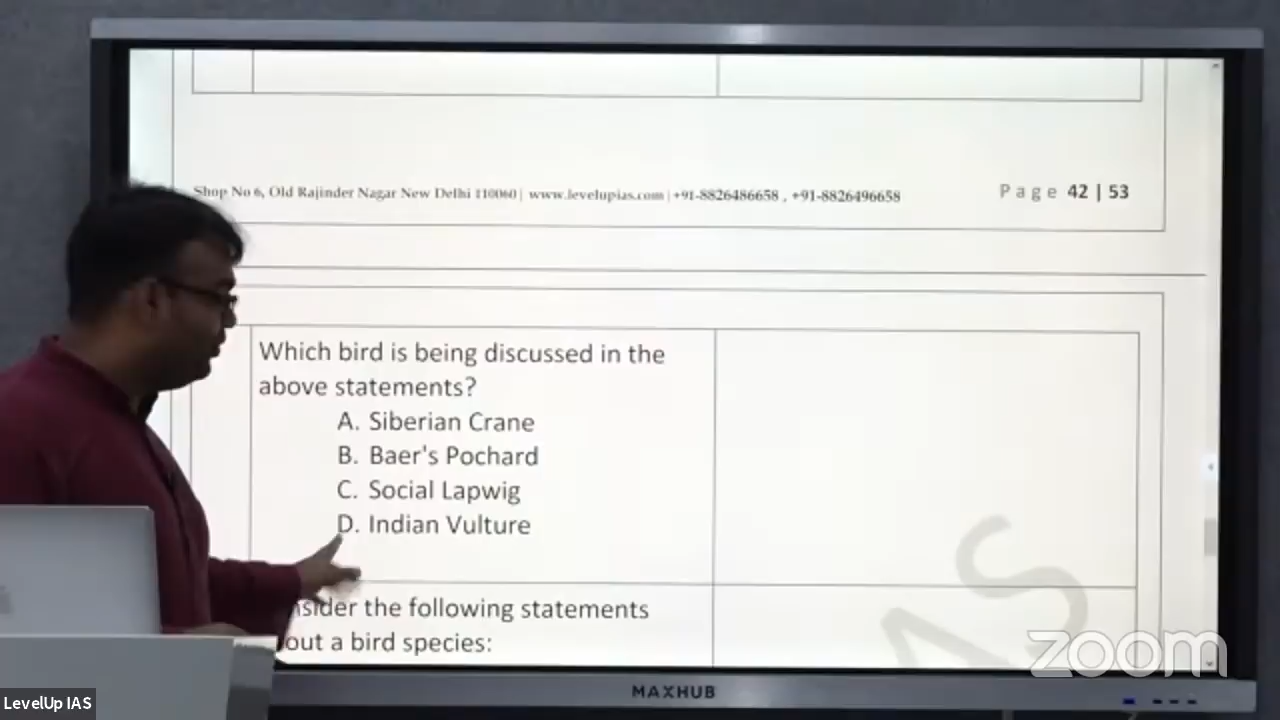 Shop No 6, Old Rajinder Nagar New Delhi 110060 | www.levelupias.com | +91-8826486658 , +91-8826496658
Page 42 | 53
Which bird is being discussed in the
above statements?
A. Siberian Crane
B. Baer's Pochard
C. Social Lapwig
D. Indian Vulture
the following statements
a bird species:
AS
zoom
MAXHUB
LevelUp IAS